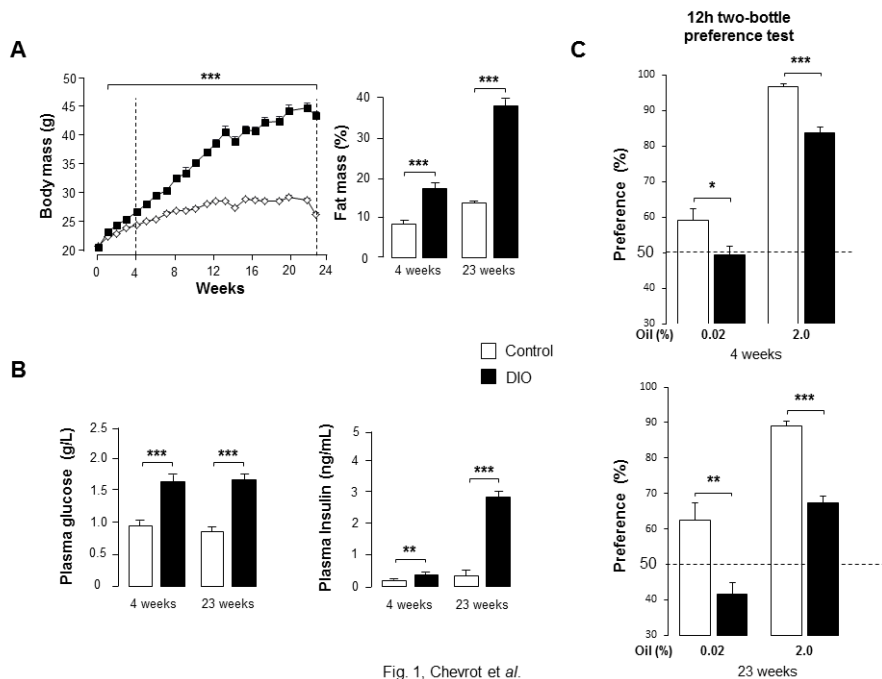 12h two-bottle
preference test
A
C
***
Body mass (g)
50
45
40
35
30
25
20
0
4
8
12
16
20
24
Weeks
Fat mass (%)
40
30
20
10
0
***
***
4 weeks
23 weeks
Preference (%)
100
90
80
70
60
50
40
30
*
***
Oil (%)
0.02
2.0
4 weeks
Control
DIO
B
Plasma glucose (g/L)
2.5
2.0
1.5
1.0
0.5
0
***
***
4 weeks
23 weeks
Plasma Insulin (ng/mL)
5
4
3
2
1
0
**
***
4 weeks
23 weeks
Preference (%)
100
90
80
70
60
50
40
30
**
***
Oil (%)
0.02
2.0
23 weeks
Fig. 1, Chevrot et al.